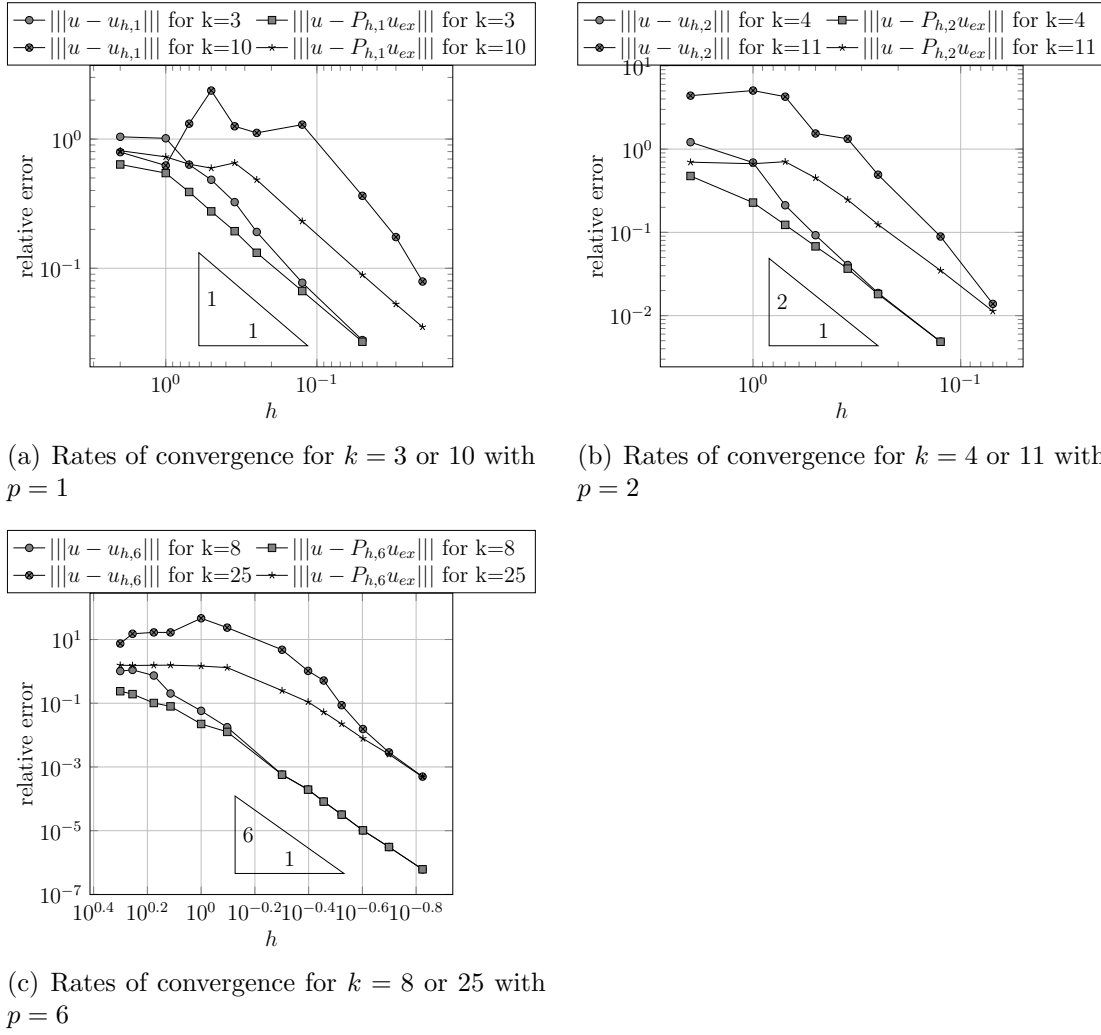 |||u − u_{h,1}||| for k=3 |||u − P_{h,1}u_{ex}||| for k=3
|||u − u_{h,1}||| for k=10 |||u − P_{h,1}u_{ex}||| for k=10
10^0
10^{−1}
relative error
1
1
10^0 10^{−1}
h
(a) Rates of convergence for k = 3 or 10 with
p = 1
|||u − u_{h,2}||| for k=4 |||u − P_{h,2}u_{ex}||| for k=4
|||u − u_{h,2}||| for k=11 |||u − P_{h,2}u_{ex}||| for k=11
10^1
10^0
10^{−1}
10^{−2}
relative error
2
1
10^0 10^{−1}
h
(b) Rates of convergence for k = 4 or 11 with
p = 2
|||u − u_{h,6}||| for k=8 |||u − P_{h,6}u_{ex}||| for k=8
|||u − u_{h,6}||| for k=25 |||u − P_{h,6}u_{ex}||| for k=25
10^1
10^{−1}
10^{−3}
10^{−5}
10^{−7}
relative error
6
1
10^{0.4} 10^{0.2} 10^0 10^{−0.2} 10^{−0.4} 10^{−0.6} 10^{−0.8}
h
(c) Rates of convergence for k = 8 or 25 with
p = 6